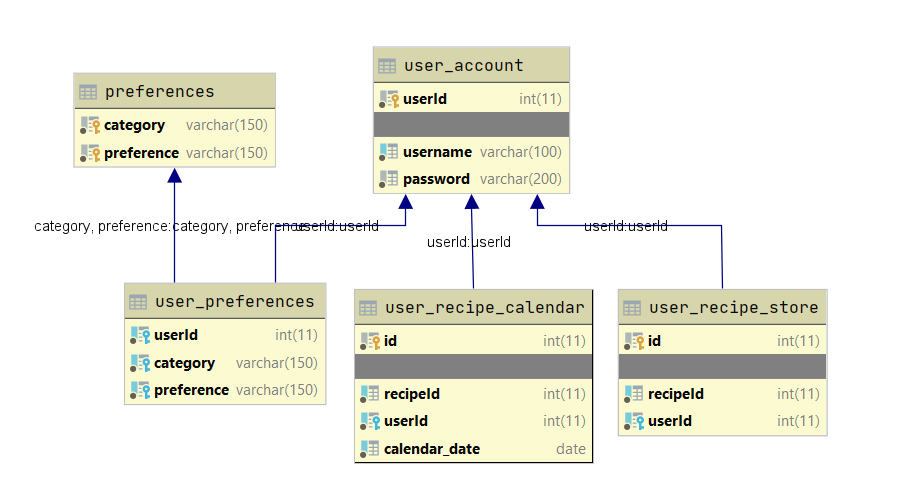 preferences
category varchar(150)
preference varchar(150)
user_account
userId int(11)
username varchar(100)
password varchar(200)
category, preference:category, preference
userId:userId
userId:userId
userId:userId
user_preferences
userId int(11)
category varchar(150)
preference varchar(150)
user_recipe_calendar
id int(11)
recipeId int(11)
userId int(11)
calendar_date date
user_recipe_store
id int(11)
recipeId int(11)
userId int(11)